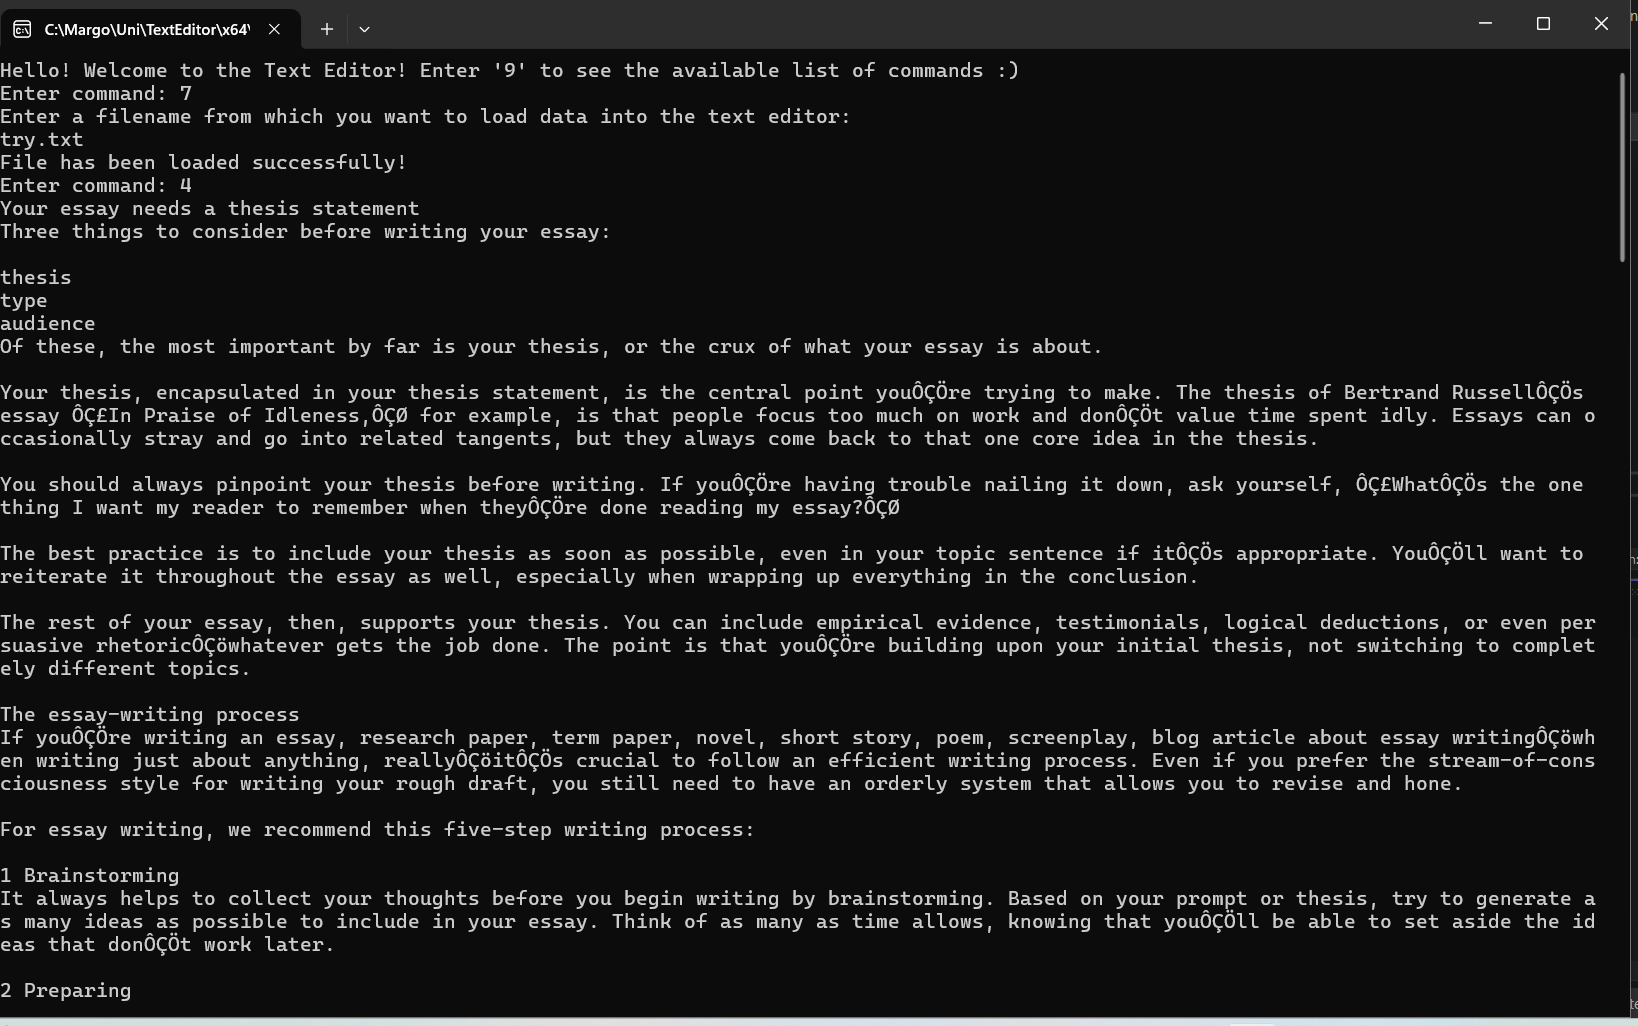 C:\Margo\Uni\TextEditor\x64\
Hello! Welcome to the Text Editor! Enter '9' to see the available list of commands :)
Enter command: 7
Enter a filename from which you want to load data into the text editor:
try.txt
File has been loaded successfully!
Enter command: 4
Your essay needs a thesis statement
Three things to consider before writing your essay:
thesis
type
audience
Of these, the most important by far is your thesis, or the crux of what your essay is about.
Your thesis, encapsulated in your thesis statement, is the central point youÔÇÖre trying to make. The thesis of Bertrand RussellÔÇÖs
essay ÔÇ£In Praise of Idleness,ÔÇØ for example, is that people focus too much on work and donÔÇÖt value time spent idly. Essays can o
ccasionally stray and go into related tangents, but they always come back to that one core idea in the thesis.
You should always pinpoint your thesis before writing. If youÔÇÖre having trouble nailing it down, ask yourself, ÔÇ£WhatÔÇÖs the one
thing I want my reader to remember when theyÔÇÖre done reading my essay?ÔÇØ
The best practice is to include your thesis as soon as possible, even in your topic sentence if itÔÇÖs appropriate. YouÔÇÖll want to
reiterate it throughout the essay as well, especially when wrapping up everything in the conclusion.
The rest of your essay, then, supports your thesis. You can include empirical evidence, testimonials, logical deductions, or even per
suasive rhetoricÔÇöwhatever gets the job done. The point is that youÔÇÖre building upon your initial thesis, not switching to complet
ely different topics.
The essay-writing process
If youÔÇÖre writing an essay, research paper, term paper, novel, short story, poem, screenplay, blog article about essay writingÔÇöwh
en writing just about anything, reallyÔÇöitÔÇÖs crucial to follow an efficient writing process. Even if you prefer the stream-of-cons
ciousness style for writing your rough draft, you still need to have an orderly system that allows you to revise and hone.
For essay writing, we recommend this five-step writing process:
1 Brainstorming
It always helps to collect your thoughts before you begin writing by brainstorming. Based on your prompt or thesis, try to generate a
s many ideas as possible to include in your essay. Think of as many as time allows, knowing that youÔÇÖll be able to set aside the id
eas that donÔÇÖt work later.
2 Preparing